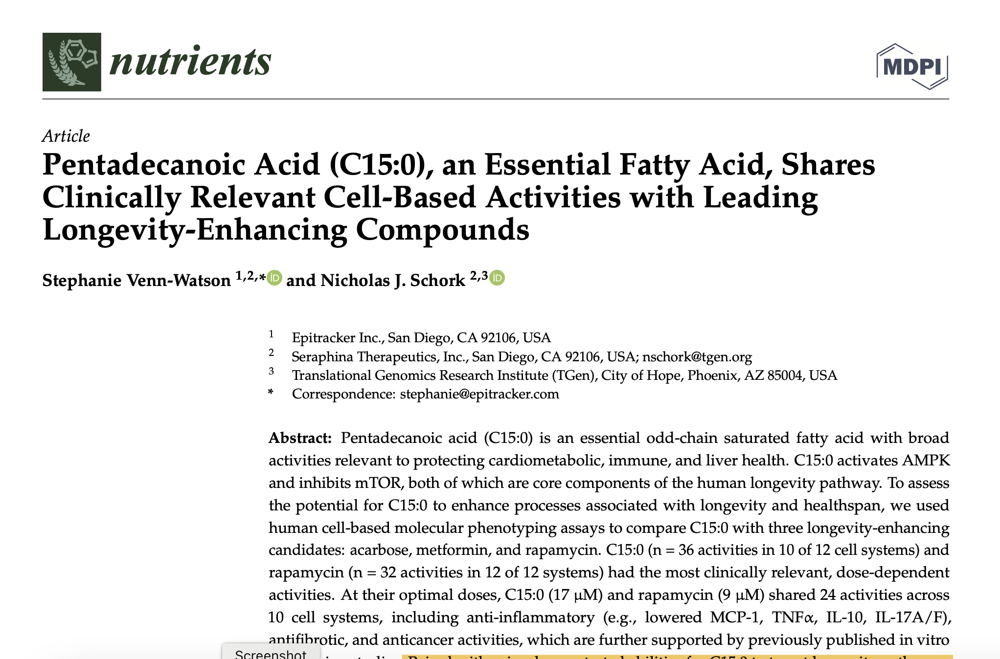 nutrients
MDPI
Article
Pentadecanoic Acid (C15:0), an Essential Fatty Acid, Shares
Clinically Relevant Cell-Based Activities with Leading
Longevity-Enhancing Compounds
Stephanie Venn-Watson 1,2,* iD and Nicholas J. Schork 2,3 iD
1 Epitracker Inc., San Diego, CA 92106, USA
2 Seraphina Therapeutics, Inc., San Diego, CA 92106, USA; nschork@tgen.org
3 Translational Genomics Research Institute (TGen), City of Hope, Phoenix, AZ 85004, USA
* Correspondence: stephanie@epitracker.com
Abstract: Pentadecanoic acid (C15:0) is an essential odd-chain saturated fatty acid with broad
activities relevant to protecting cardiometabolic, immune, and liver health. C15:0 activates AMPK
and inhibits mTOR, both of which are core components of the human longevity pathway. To assess
the potential for C15:0 to enhance processes associated with longevity and healthspan, we used
human cell-based molecular phenotyping assays to compare C15:0 with three longevity-enhancing
candidates: acarbose, metformin, and rapamycin. C15:0 (n = 36 activities in 10 of 12 cell systems) and
rapamycin (n = 32 activities in 12 of 12 systems) had the most clinically relevant, dose-dependent
activities. At their optimal doses, C15:0 (17 μM) and rapamycin (9 μM) shared 24 activities across
10 cell systems, including anti-inflammatory (e.g., lowered MCP-1, TNFα, IL-10, IL-17A/F),
antifibrotic, and anticancer activities, which are further supported by previously published in vitro
Screenshot